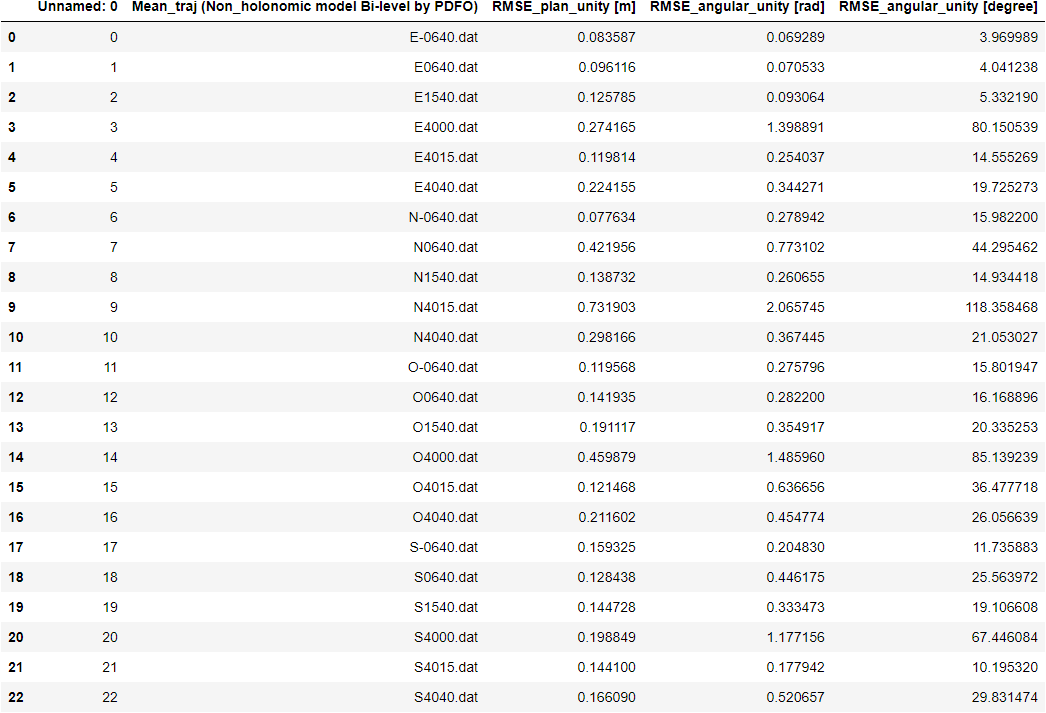 Unnamed: 0 Mean_traj (Non_holonomic model Bi-level by PDFO) RMSE_plan_unity [m] RMSE_angular_unity [rad] RMSE_angular_unity [degree]
0 0 E-0640.dat 0.083587 0.069289 3.969989
1 1 E0640.dat 0.096116 0.070533 4.041238
2 2 E1540.dat 0.125785 0.093064 5.332190
3 3 E4000.dat 0.274165 1.398891 80.150539
4 4 E4015.dat 0.119814 0.254037 14.555269
5 5 E4040.dat 0.224155 0.344271 19.725273
6 6 N-0640.dat 0.077634 0.278942 15.982200
7 7 N0640.dat 0.421956 0.773102 44.295462
8 8 N1540.dat 0.138732 0.260655 14.934418
9 9 N4015.dat 0.731903 2.065745 118.358468
10 10 N4040.dat 0.298166 0.367445 21.053027
11 11 O-0640.dat 0.119568 0.275796 15.801947
12 12 O0640.dat 0.141935 0.282200 16.168896
13 13 O1540.dat 0.191117 0.354917 20.335253
14 14 O4000.dat 0.459879 1.485960 85.139239
15 15 O4015.dat 0.121468 0.636656 36.477718
16 16 O4040.dat 0.211602 0.454774 26.056639
17 17 S-0640.dat 0.159325 0.204830 11.735883
18 18 S0640.dat 0.128438 0.446175 25.563972
19 19 S1540.dat 0.144728 0.333473 19.106608
20 20 S4000.dat 0.198849 1.177156 67.446084
21 21 S4015.dat 0.144100 0.177942 10.195320
22 22 S4040.dat 0.166090 0.520657 29.831474